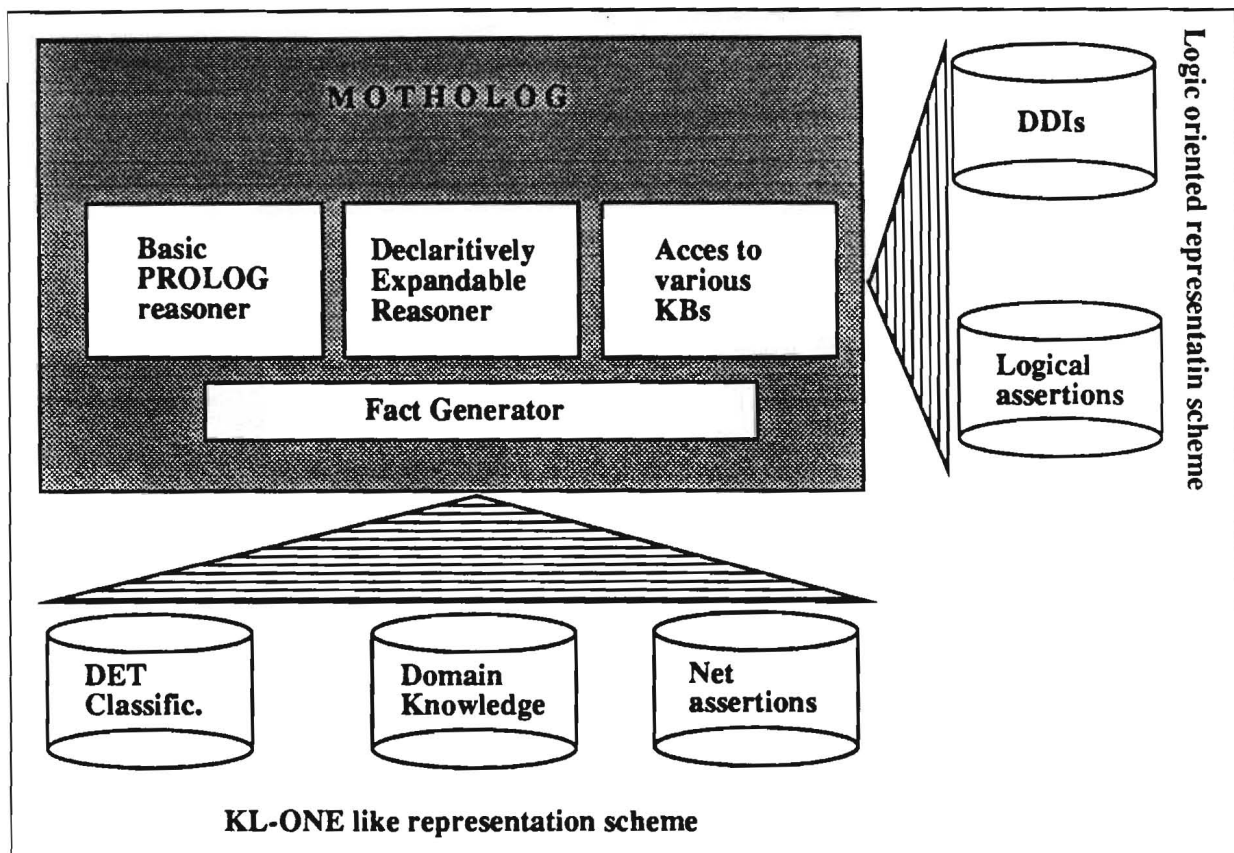 MOTHOLOG
Basic
PROLOG
reasoner
Declaritively
Expandable
Reasoner
Acces to
various
KBs
Fact Generator
DDIs
Logical
assertions
Logic oriented representatin scheme
DET
Classific.
Domain
Knowledge
Net
assertions
KL-ONE like representation scheme